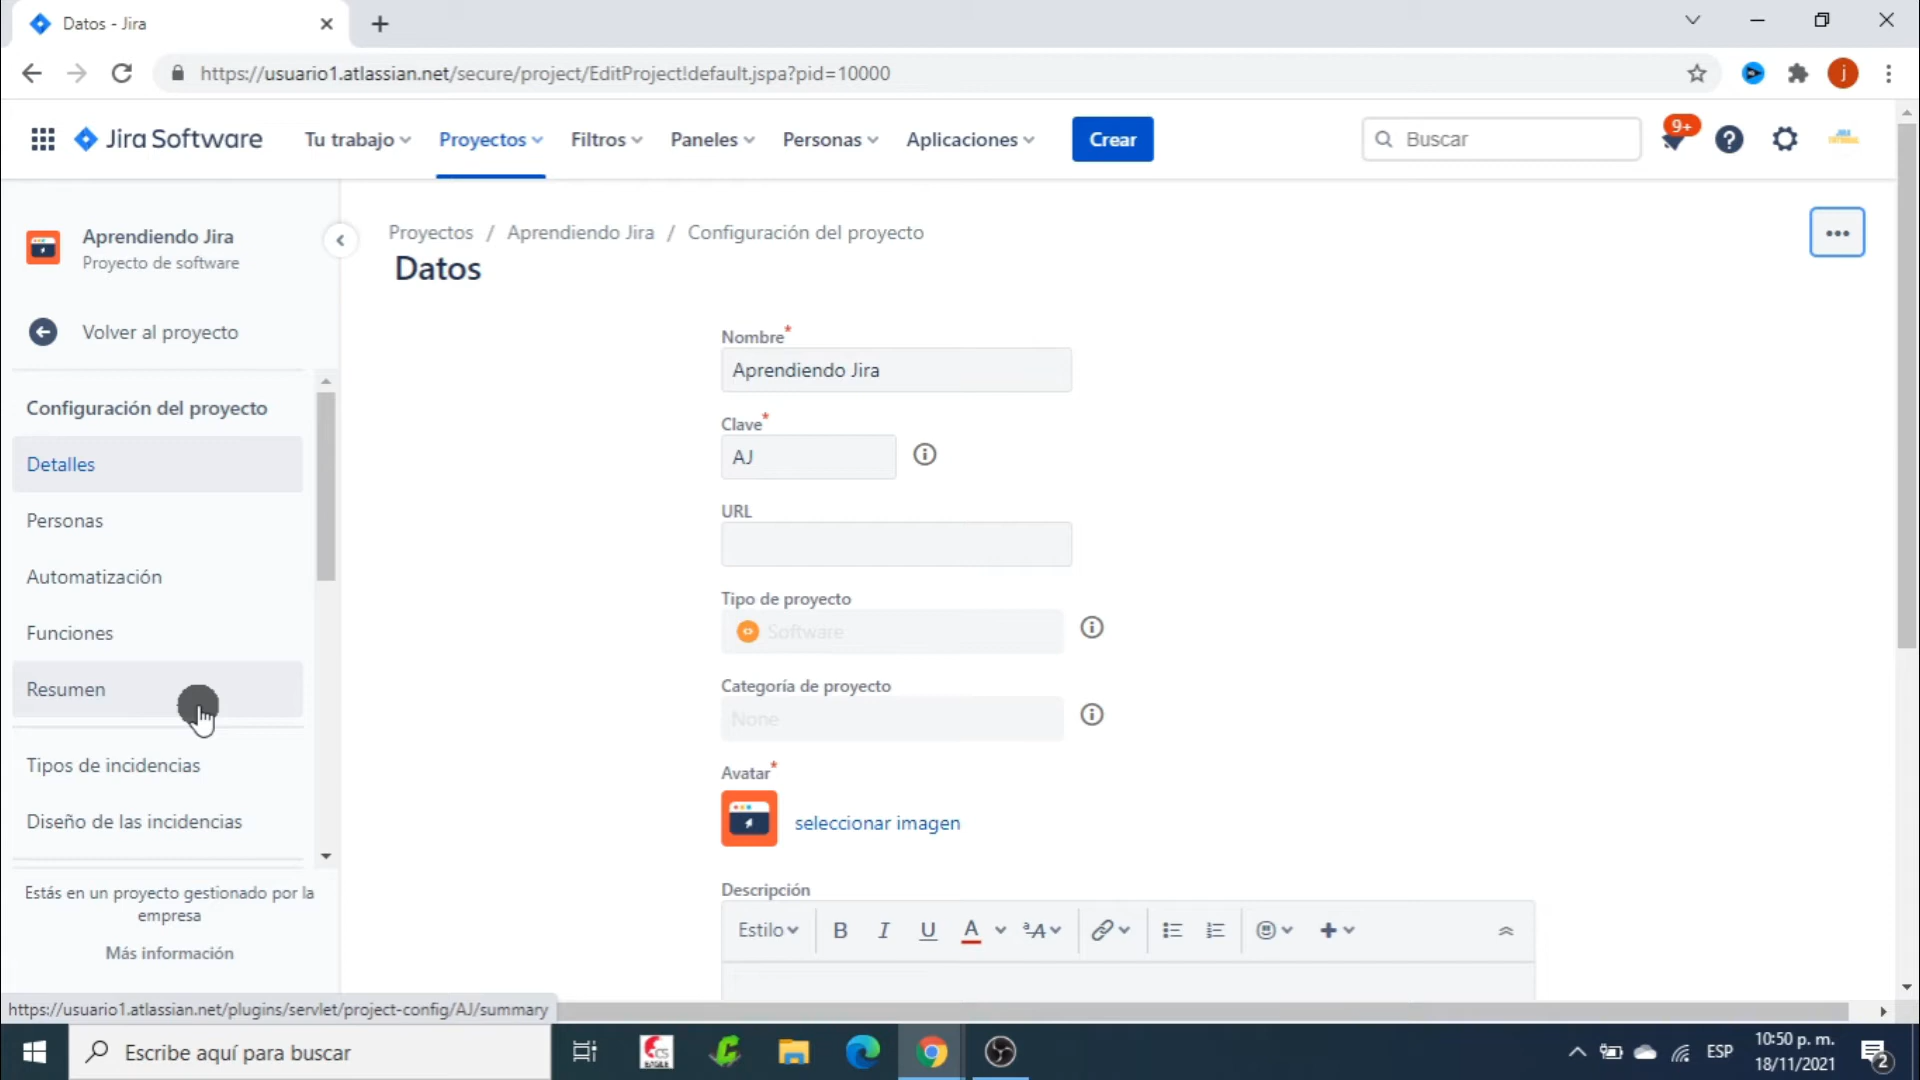 Datos - Jira
https://usuario1.atlassian.net/secure/project/EditProject!default.jspa?pid=10000
j
Jira Software
Tu trabajo
Proyectos
Filtros
Paneles
Personas
Aplicaciones
Crear
Buscar
9+
Aprendiendo Jira
Proyecto de software
Volver al proyecto
Configuración del proyecto
Detalles
Personas
Automatización
Funciones
Resumen
Tipos de incidencias
Diseño de las incidencias
Estás en un proyecto gestionado por la
empresa
Más información
Proyectos / Aprendiendo Jira / Configuración del proyecto
Datos
Nombre*
Aprendiendo Jira
Clave*
AJ
URL
Tipo de proyecto
Software
Categoría de proyecto
None
Avatar*
seleccionar imagen
Descripción
Estilo B I U A ªA
https://usuario1.atlassian.net/plugins/servlet/project-config/AJ/summary
Escribe aquí para buscar
ESP
10:50 p. m.
18/11/2021
2